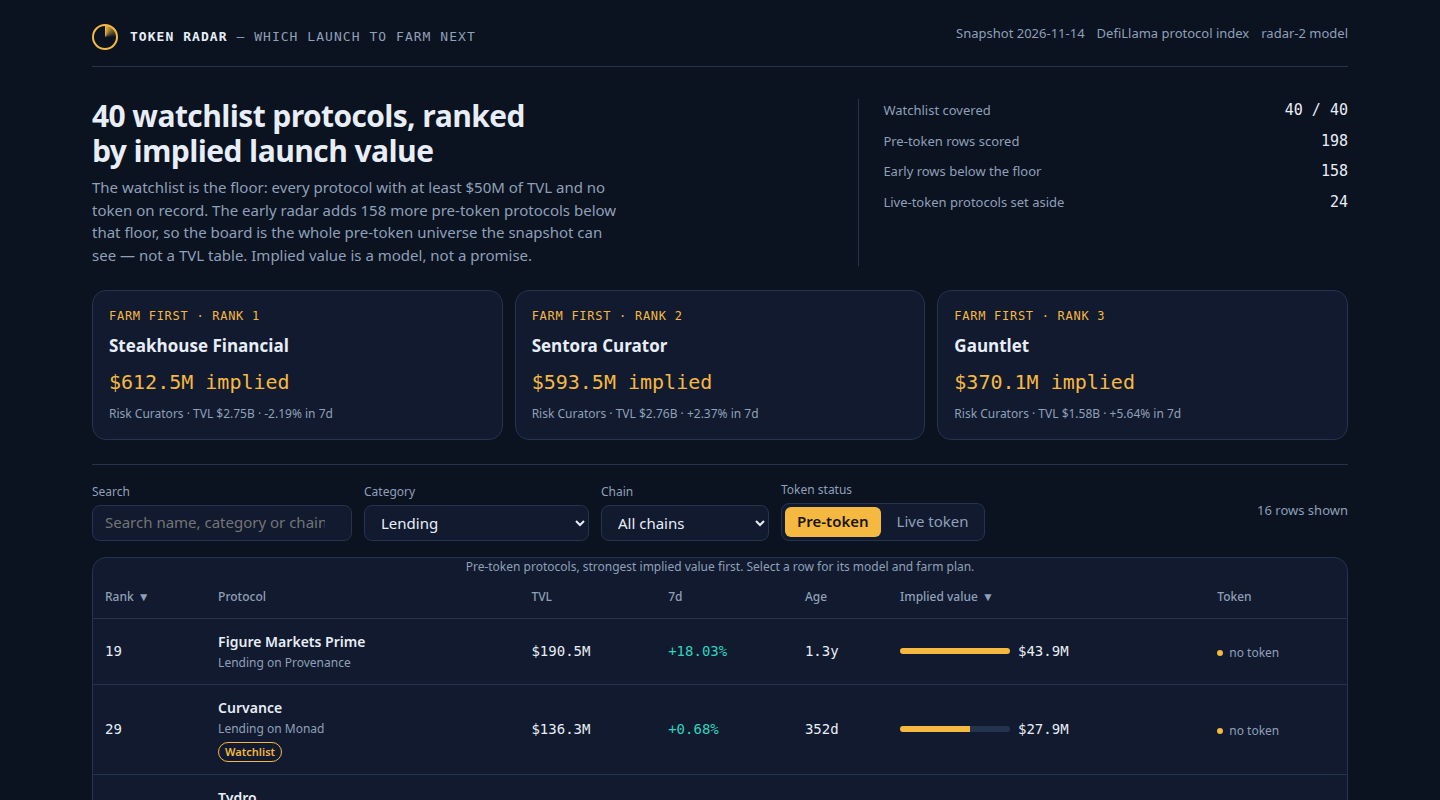 TOKEN RADAR — WHICH LAUNCH TO FARM NEXT
Snapshot 2026-11-14 DefiLlama protocol index radar-2 model
40 watchlist protocols, ranked
by implied launch value
The watchlist is the floor: every protocol with at least $50M of TVL and no
token on record. The early radar adds 158 more pre-token protocols below
that floor, so the board is the whole pre-token universe the snapshot can
see — not a TVL table. Implied value is a model, not a promise.
Watchlist covered 40 / 40
Pre-token rows scored 198
Early rows below the floor 158
Live-token protocols set aside 24
FARM FIRST · RANK 1
Steakhouse Financial
$612.5M implied
Risk Curators · TVL $2.75B · -2.19% in 7d
FARM FIRST · RANK 2
Sentora Curator
$593.5M implied
Risk Curators · TVL $2.76B · +2.37% in 7d
FARM FIRST · RANK 3
Gauntlet
$370.1M implied
Risk Curators · TVL $1.58B · +5.64% in 7d
Search
Search name, category or chain
Category
Lending
Chain
All chains
Token status
Pre-token Live token
16 rows shown
Pre-token protocols, strongest implied value first. Select a row for its model and farm plan.
Rank ▼ Protocol TVL 7d Age Implied value ▼ Token
19 Figure Markets Prime $190.5M +18.03% 1.3y $43.9M no token
Lending on Provenance
29 Curvance $136.3M +0.68% 352d $27.9M no token
Lending on Monad
Watchlist
Tydro